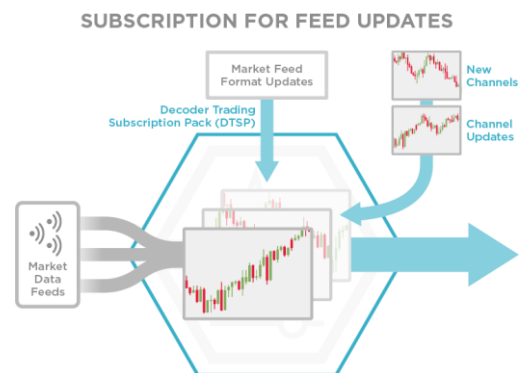 SUBSCRIPTION FOR FEED UPDATES
Market Feed
Format Updates
New
Channels
Decoder Trading
Subscription Pack (DTSP)
Channel
Updates
Market
Data
Feeds